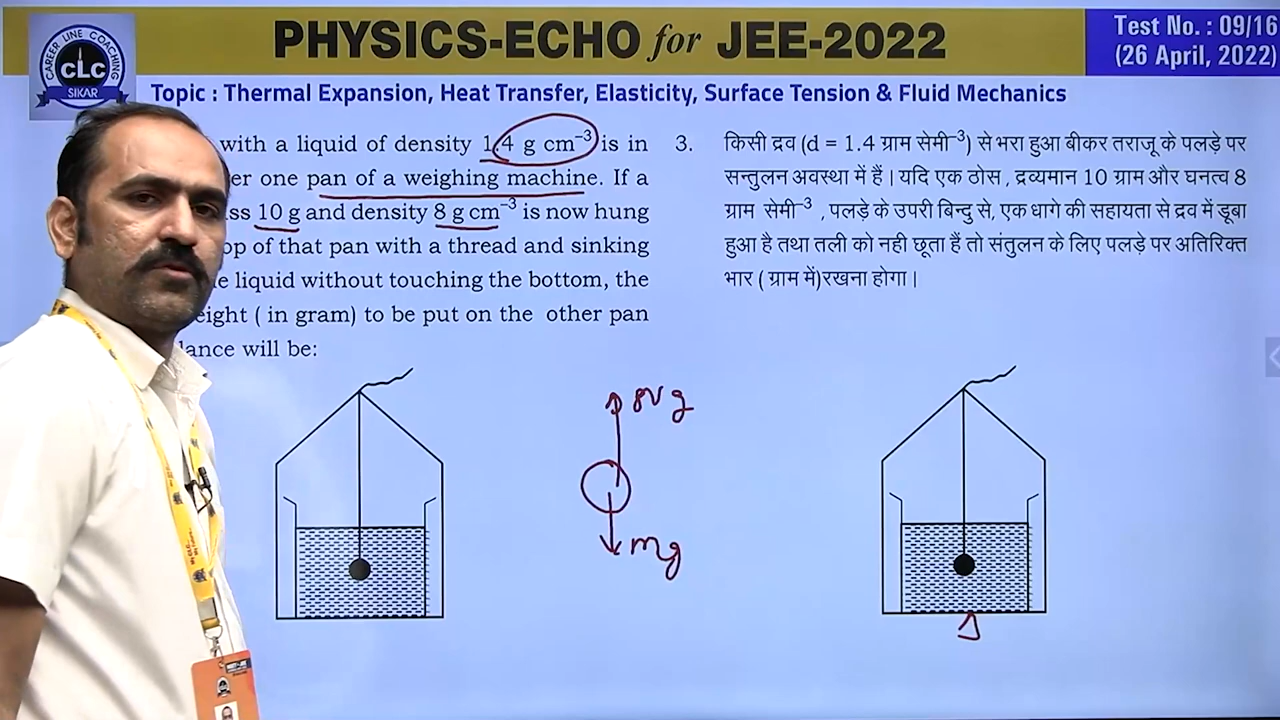 PHYSICS-ECHO for JEE-2022
Test No. : 09/16
(26 April, 2022)
CAREER LINE COACHING
CLC
SIKAR
Topic : Thermal Expansion, Heat Transfer, Elasticity, Surface Tension & Fluid Mechanics
with a liquid of density 1.4 g cm⁻³ is in
er one pan of a weighing machine. If a
ss 10 g and density 8 g cm⁻³ is now hung
op of that pan with a thread and sinking
e liquid without touching the bottom, the
eight ( in gram) to be put on the other pan
lance will be:
3. किसी द्रव (d = 1.4 ग्राम सेमी⁻³) से भरा हुआ बीकर तराजू के पलड़े पर
सन्तुलन अवस्था में हैं। यदि एक ठोस , द्रव्यमान 10 ग्राम और घनत्व 8
ग्राम सेमी⁻³ , पलड़े के उपरी बिन्दु से, एक धागे की सहायता से द्रव में डूबा
हुआ है तथा तली को नही छूता हैं तो संतुलन के लिए पलड़े पर अतिरिक्त
भार ( ग्राम में)रखना होगा।
mg